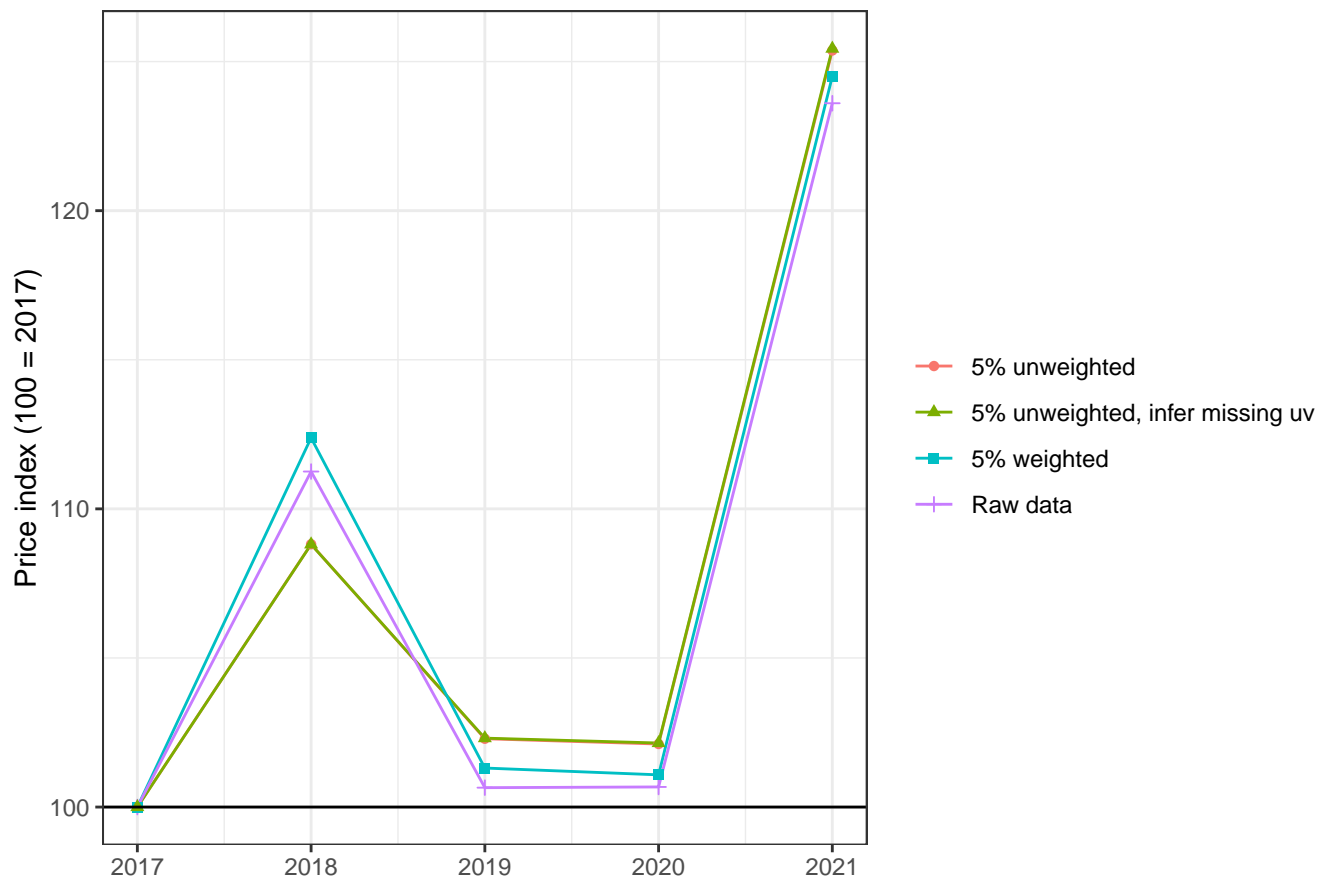 Price index (100 = 2017)
120
110
100
2017
2018
2019
2020
2021
5% unweighted
5% unweighted, infer missing uv
5% weighted
Raw data